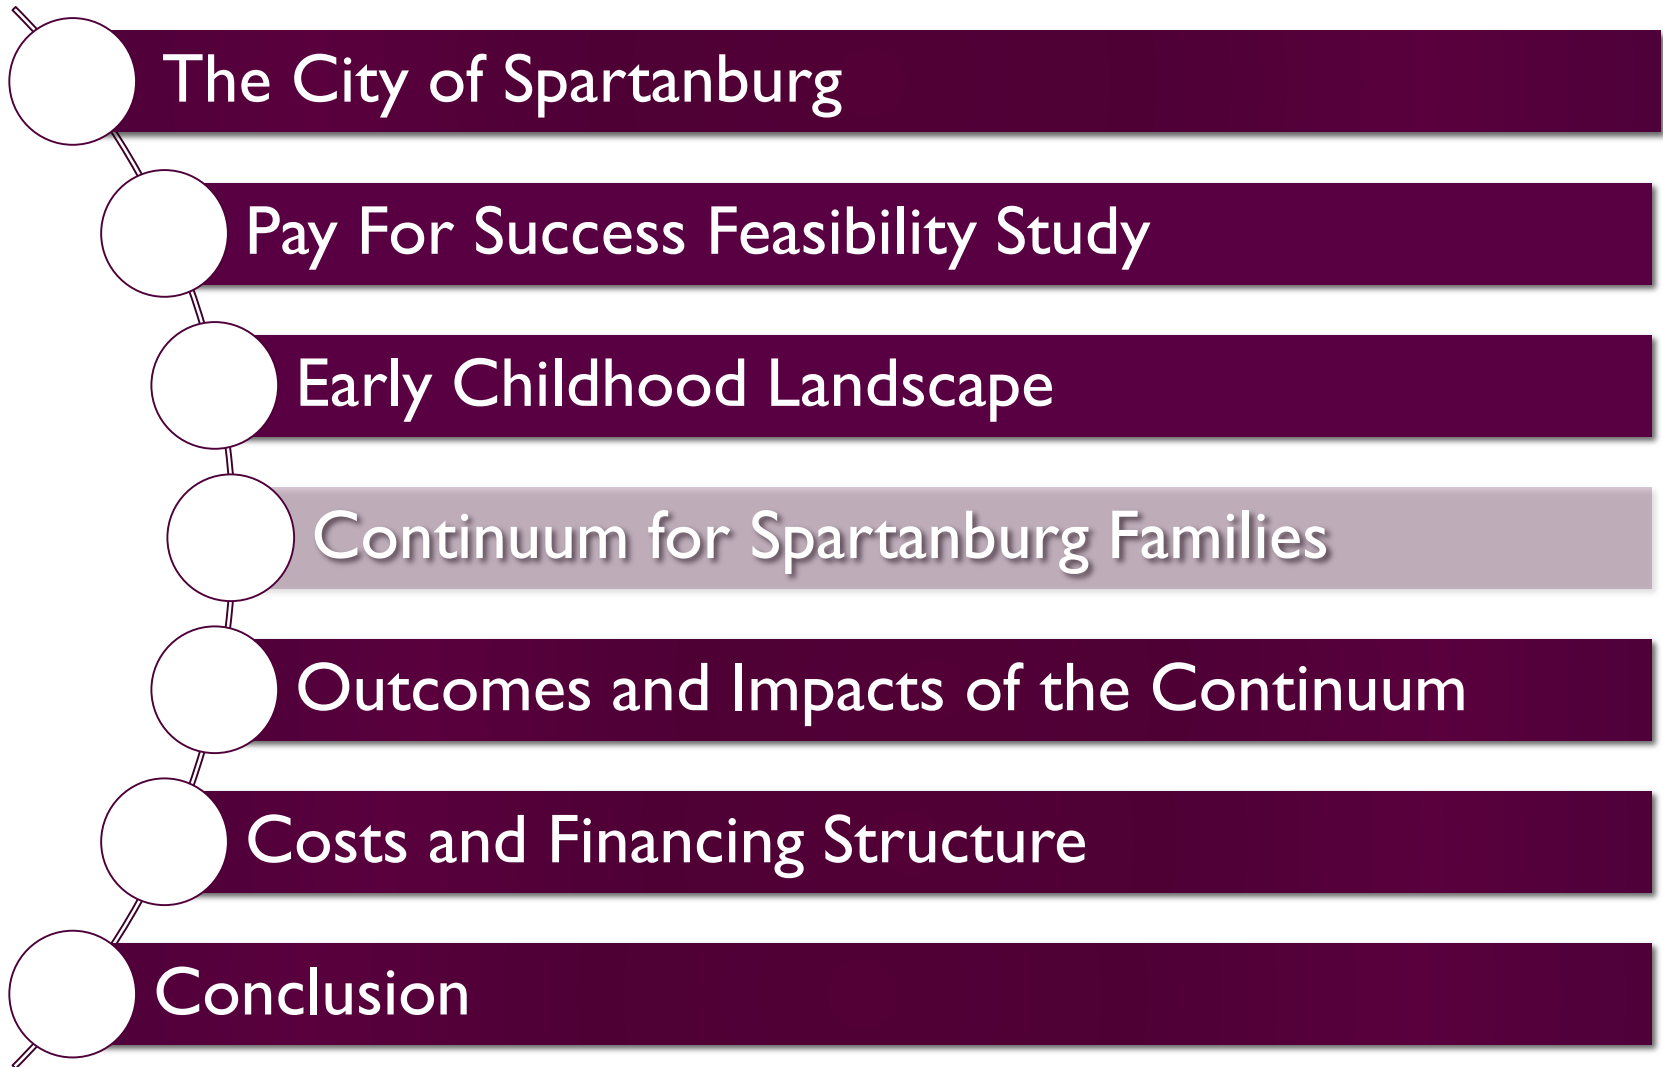 The City of Spartanburg
Pay For Success Feasibility Study
Early Childhood Landscape
Continuum for Spartanburg Families
Outcomes and Impacts of the Continuum
Costs and Financing Structure
Conclusion